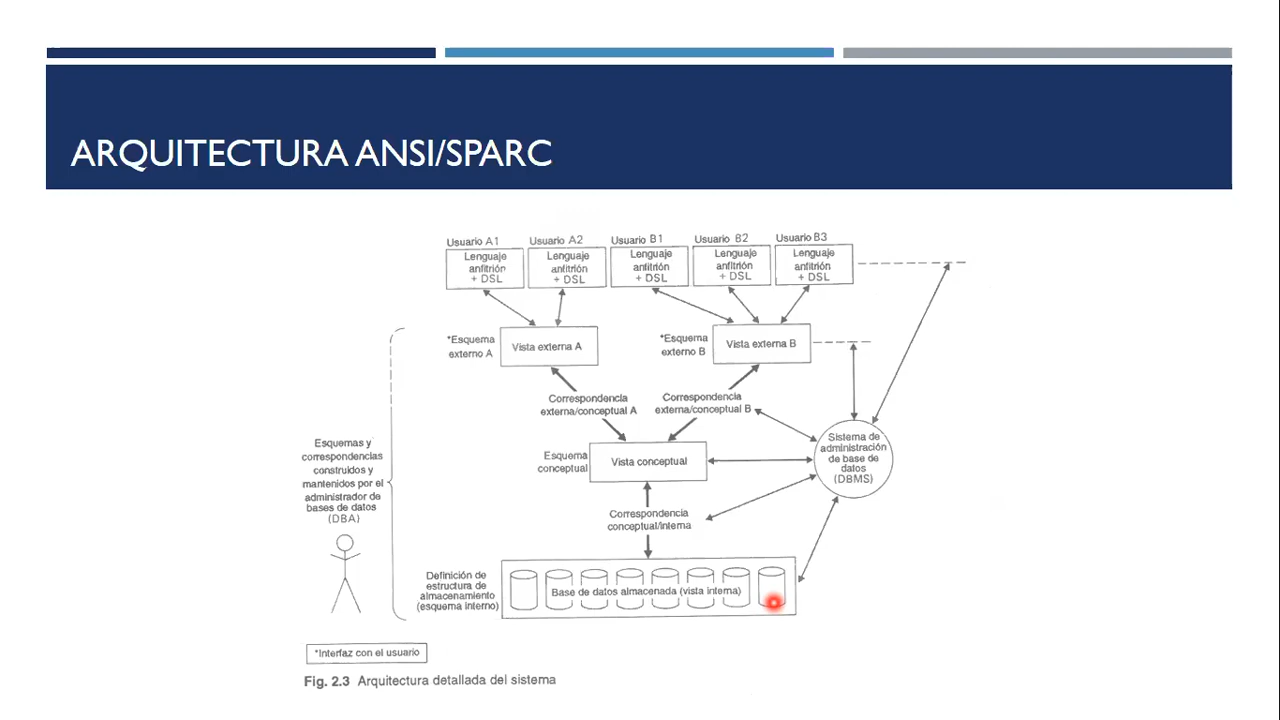 ARQUITECTURA ANSI/SPARC
Usuario A1
Usuario A2
Usuario B1
Usuario B2
Usuario B3
Lenguaje
anfitrión
+ DSL
Lenguaje
anfitrión
+ DSL
Lenguaje
anfitrión
+ DSL
Lenguaje
anfitrión
+ DSL
Lenguaje
anfitrión
+ DSL
*Esquema
externo A
Vista externa A
*Esquema
externo B
Vista externa B
Correspondencia
externa/conceptual A
Correspondencia
externa/conceptual B
Esquemas y
correspondencias
construidos y
mantenidos por el
administrador de
bases de datos
(DBA)
Esquema
conceptual
Vista conceptual
Sistema de
administración
de base de
datos
(DBMS)
Correspondencia
conceptual/interna
Definición de
estructura de
almacenamiento
(esquema interno)
Base de datos almacenada (vista interna)
*Interfaz con el usuario
Fig. 2.3 Arquitectura detallada del sistema